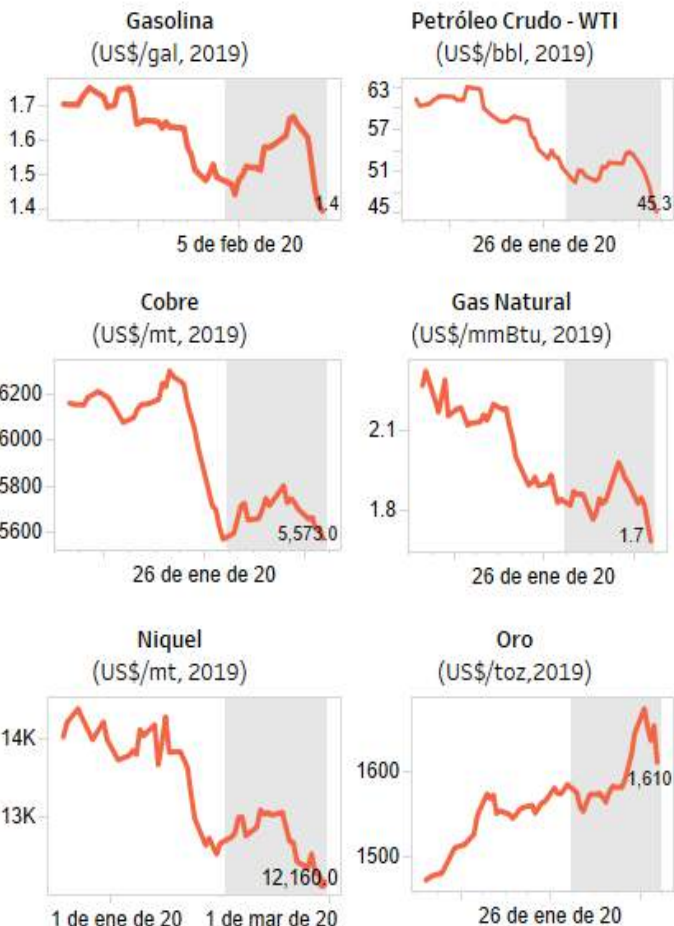 Gasolina
(US$/gal, 2019)
1.7
1.6
1.5
1.4
1.4
5 de feb de 20
Petróleo Crudo - WTI
(US$/bbl, 2019)
63
57
51
45
45.3
26 de ene de 20
Cobre
(US$/mt, 2019)
6200
6000
5800
5600
5,573.0
26 de ene de 20
Gas Natural
(US$/mmBtu, 2019)
2.1
1.8
1.7
26 de ene de 20
Niquel
(US$/mt, 2019)
14K
13K
12,160.0
1 de ene de 20 1 de mar de 20
Oro
(US$/toz,2019)
1600
1500
1,610
26 de ene de 20